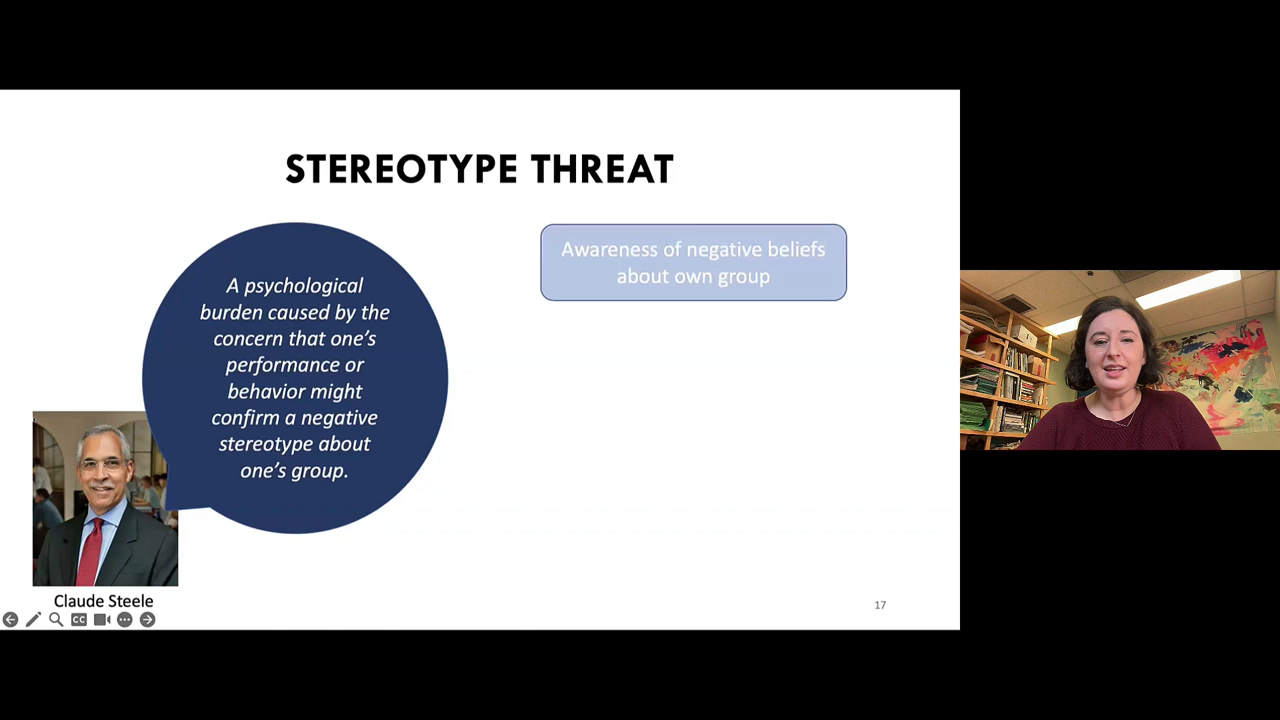 STEREOTYPE THREAT
A psychological
burden caused by the
concern that one's
performance or
behavior might
confirm a negative
stereotype about
one's group.
Awareness of negative beliefs
about own group
Claude Steele
CC
17